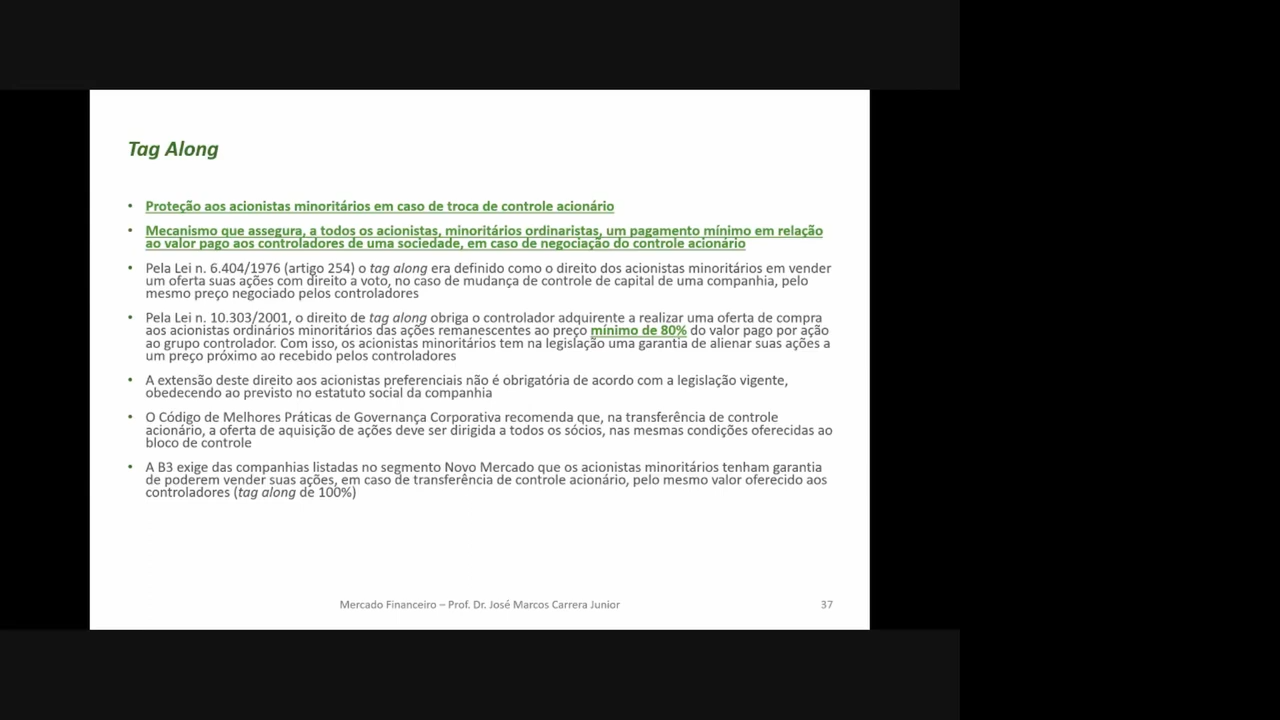 Tag Along
• Proteção aos acionistas minoritários em caso de troca de controle acionário
• Mecanismo que assegura, a todos os acionistas, minoritários ordinaristas, um pagamento mínimo em relação
ao valor pago aos controladores de uma sociedade, em caso de negociação do controle acionário
• Pela Lei n. 6.404/1976 (artigo 254) o tag along era definido como o direito dos acionistas minoritários em vender
um oferta suas ações com direito a voto, no caso de mudança de controle de capital de uma companhia, pelo
mesmo preço negociado pelos controladores
• Pela Lei n. 10.303/2001, o direito de tag along obriga o controlador adquirente a realizar uma oferta de compra
aos acionistas ordinários minoritários das ações remanescentes ao preço mínimo de 80% do valor pago por ação
ao grupo controlador. Com isso, os acionistas minoritários tem na legislação uma garantia de alienar suas ações a
um preço próximo ao recebido pelos controladores
• A extensão deste direito aos acionistas preferenciais não é obrigatória de acordo com a legislação vigente,
obedecendo ao previsto no estatuto social da companhia
• O Código de Melhores Práticas de Governança Corporativa recomenda que, na transferência de controle
acionário, a oferta de aquisição de ações deve ser dirigida a todos os sócios, nas mesmas condições oferecidas ao
bloco de controle
• A B3 exige das companhias listadas no segmento Novo Mercado que os acionistas minoritários tenham garantia
de poderem vender suas ações, em caso de transferência de controle acionário, pelo mesmo valor oferecido aos
controladores (tag along de 100%)
Mercado Financeiro – Prof. Dr. José Marcos Carrera Junior
37